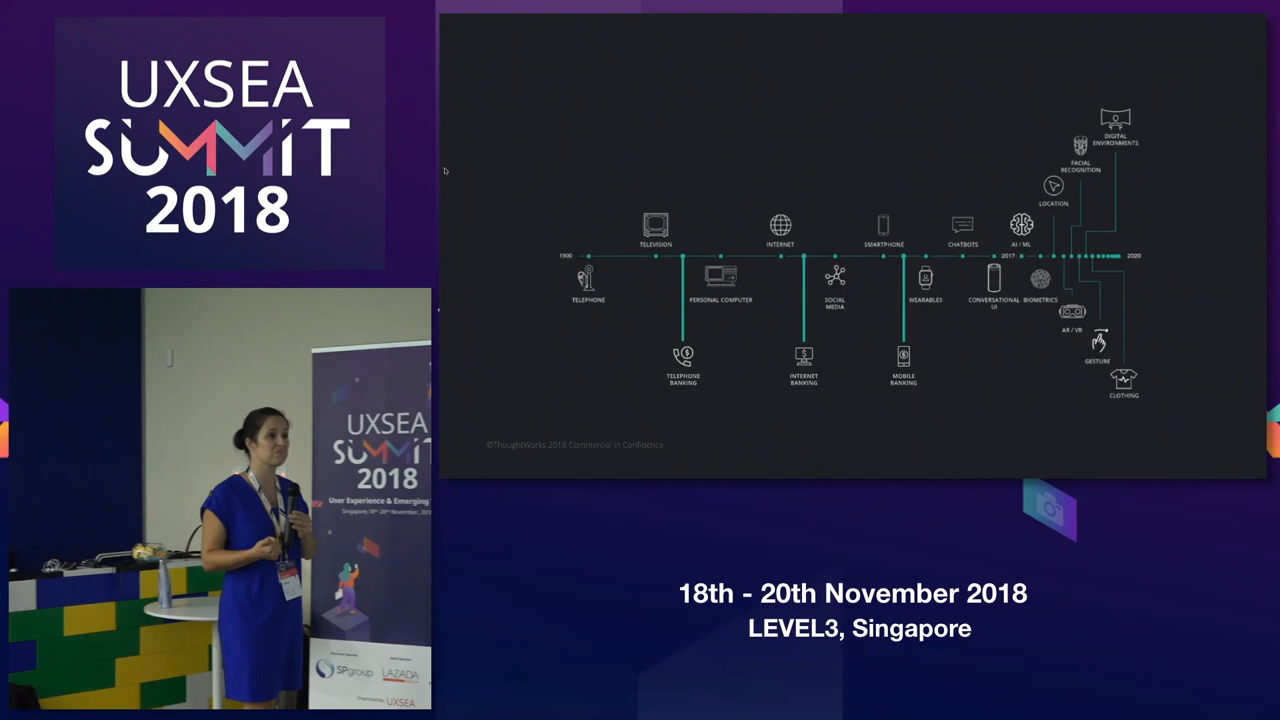 UXSEA
SUMMIT
2018
DIGITAL
ENVIRONMENTS
FACIAL
RECOGNITION
LOCATION
TELEVISION
INTERNET
SMARTPHONE
CHATBOTS
AI / ML
1900
2017
2020
TELEPHONE
PERSONAL COMPUTER
SOCIAL
MEDIA
WEARABLES
CONVERSATIONAL
UI
BIOMETRICS
AR / VR
GESTURE
CLOTHING
TELEPHONE
BANKING
INTERNET
BANKING
MOBILE
BANKING
©ThoughtWorks 2018 Commercial in Confidence
UXSEA
SUMMIT
2018
User Experience & Emerging
Singapore, 18th-20th November, 201
SPgroup
LAZADA
Organised by UXSEA
18th - 20th November 2018
LEVEL3, Singapore